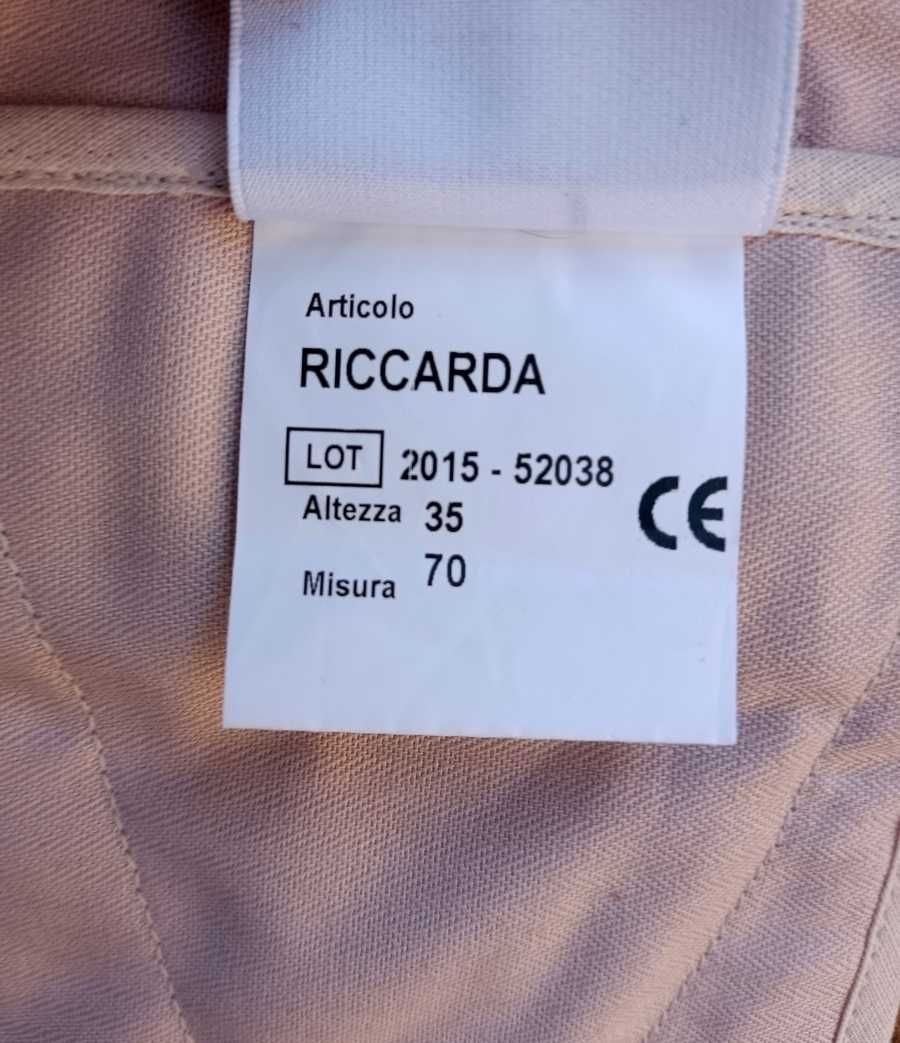 Articolo
RICCARDA
LOT 2015 - 52038
Altezza 35
CE
Misura 70